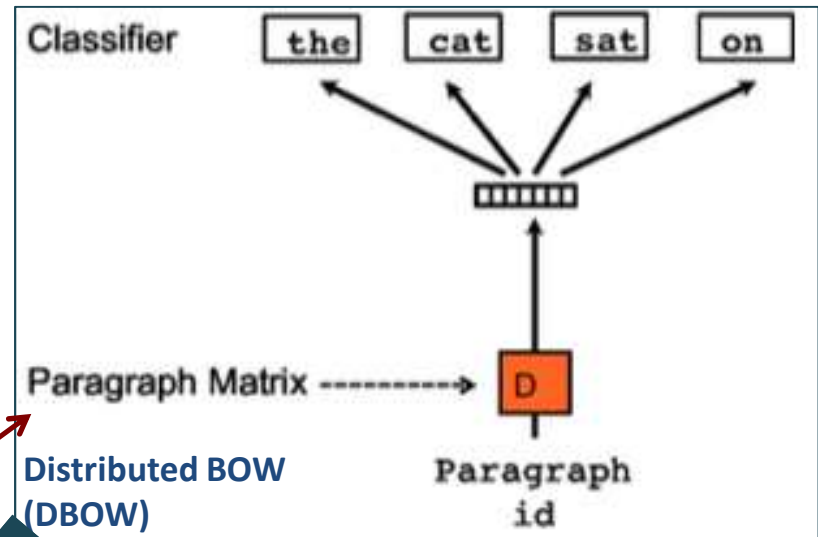 Classifier the cat sat on
Paragraph Matrix D
Distributed BOW
(DBOW)
Paragraph
id